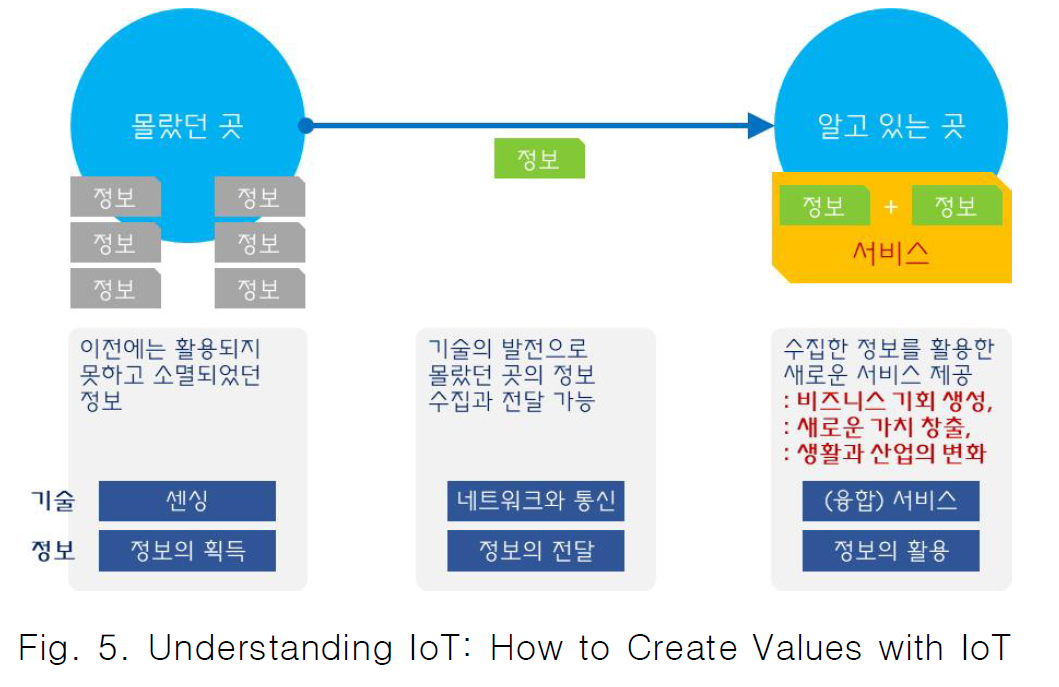 몰랐던 곳
알고 있는 곳
정보
정보
정보
정보
정보
정보
정보
정보 + 정보
서비스
이전에는 활용되지
못하고 소멸되었던
정보
기술의 발전으로
몰랐던 곳의 정보
수집과 전달 가능
수집한 정보를 활용한
새로운 서비스 제공
: 비즈니스 기회 생성,
: 새로운 가치 창출,
: 생활과 산업의 변화
기술
센싱
네트워크와 통신
(융합) 서비스
정보
정보의 획득
정보의 전달
정보의 활용
Fig. 5. Understanding IoT: How to Create Values with IoT